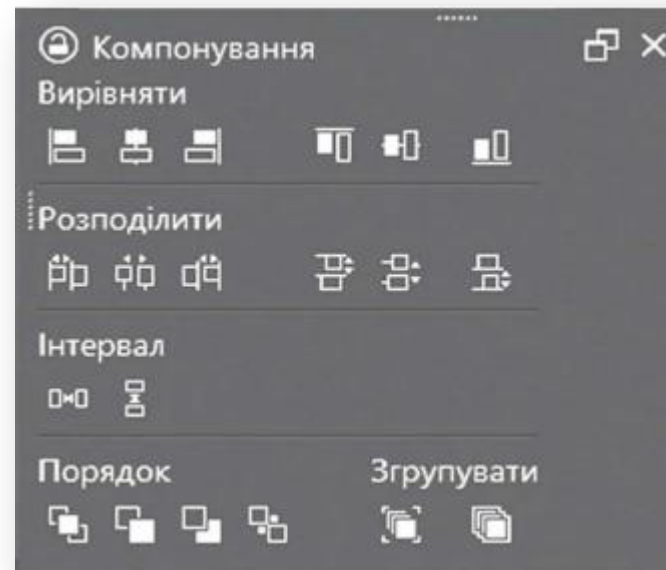 Компонування
Вирівняти
Розподілити
Інтервал
Порядок
Згрупувати